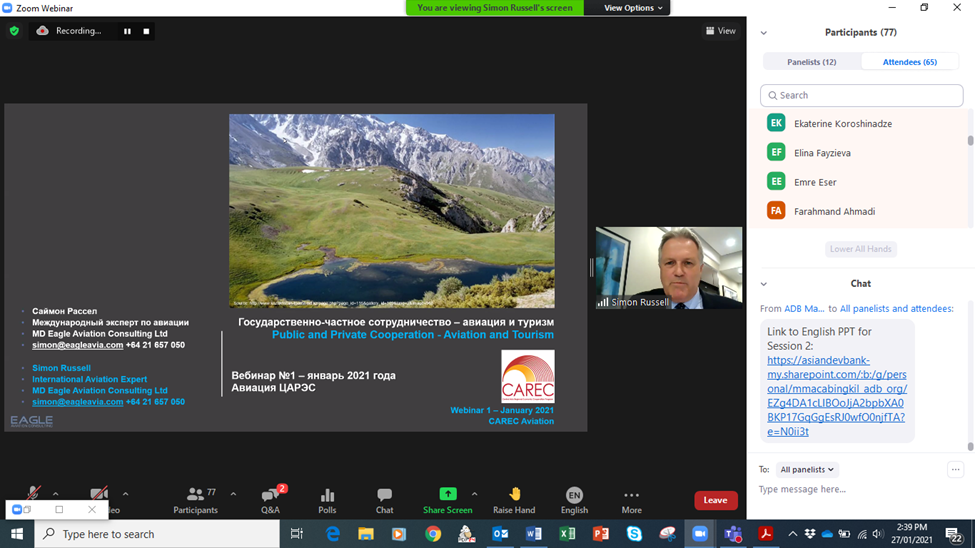 Zoom Webinar
You are viewing Simon Russell's screen
View Options
Recording...
View
Саймон Рассел
Международный эксперт по авиации
MD Eagle Aviation Consulting Ltd
simon@eagleavia.com +64 21 657 050
Simon Russell
International Aviation Expert
MD Eagle Aviation Consulting Ltd
simon@eagleavia.com +64 21 657 050
EAGLE
Государственно-частное сотрудничество – авиация и туризм
Public and Private Cooperation - Aviation and Tourism
Вебинар №1 – январь 2021 года
Авиация ЦАРЭС
CAREC
Webinar 1 – January 2021
CAREC Aviation
Simon Russell
Participants (77)
Panelists (12)
Attendees (65)
Search
EK Ekaterine Koroshinadze
EF Elina Fayzieva
EE Emre Eser
FA Farahmand Ahmadi
Lower All Hands
Chat
From ADB Ma... to All panelists and attendees:
Link to English PPT for
Session 2:
https://asiandevbank-
my.sharepoint.com/:b:/g/pers
onal/mmacabingkil_adb_org/
EZg4DA1cLIBOoJjA2bpbXA0
BKP17GqGgEsRJ0wfO0njfTA?
e=N0ii3t
To: All panelists
Type message here...
77
Participants
2
Q&A
Polls
Chat
Share Screen
Raise Hand
EN
English
More
Leave
Type here to search
2:39 PM
27/01/2021
22